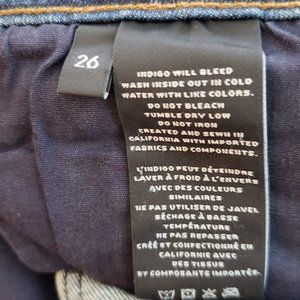 26
INDIGO WILL BLEED
WASH INSIDE OUT IN COLD
WATER WITH LIKE COLORS.
DO NOT BLEACH
TUMBLE DRY LOW
DO NOT IRON
CREATED AND SEWN IN
CALIFORNIA WITH IMPORTED
FABRICS AND COMPONENTS.
L'INDIGO PEUT DÉTEINDRE
LAVER À FROID À L'ENVERS
AVEC DES COULEURS
SIMILAIRES
NE PAS UTILISER DE JAVEL
SÉCHAGE À BASSE
TEMPÉRATURE
NE PAS REPASSER
CRÉÉ ET CONFECTIONNÉ EN
CALIFORNIE AVEC
DES TISSUS
ET COMPOSANTS IMPORTÉS.